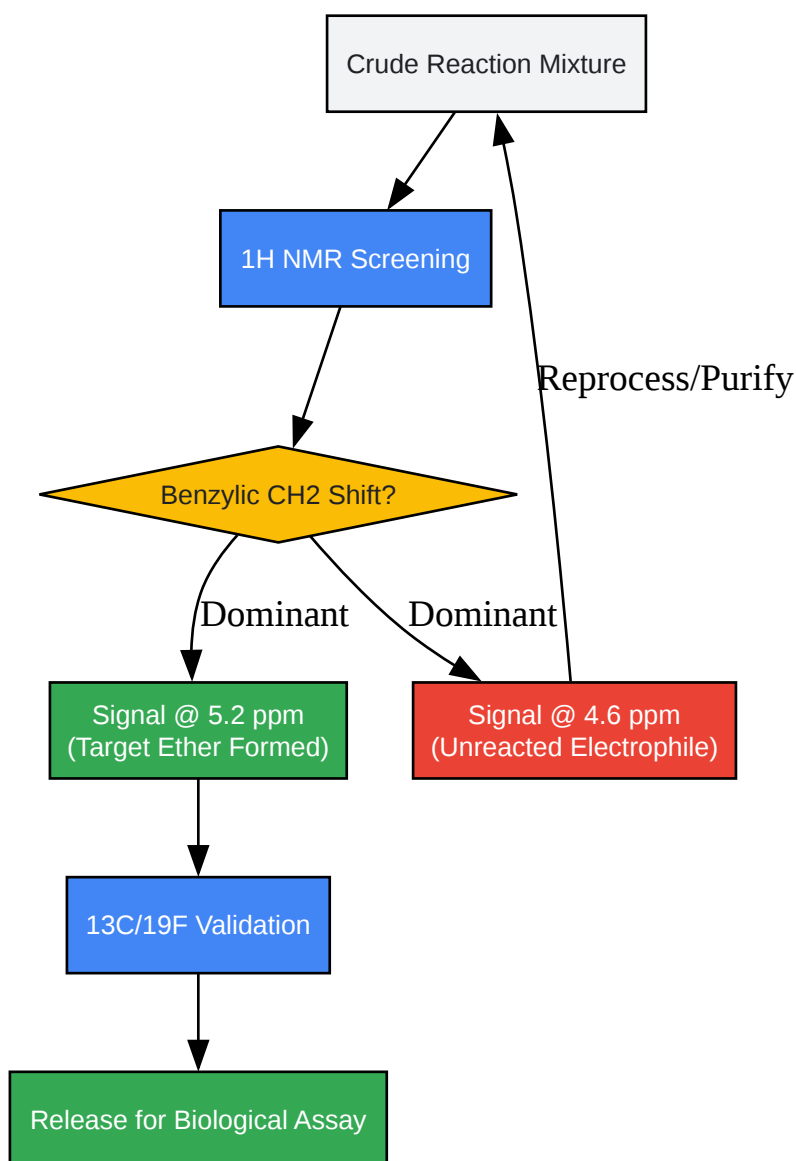 Crude Reaction Mixture
1H NMR Screening
Reprocess/Purify
Benzylic CH2 Shift?
Dominant
Dominant
Signal @ 5.2 ppm
(Target Ether Formed)
Signal @ 4.6 ppm
(Unreacted Electrophile)
13C/19F Validation
Release for Biological Assay